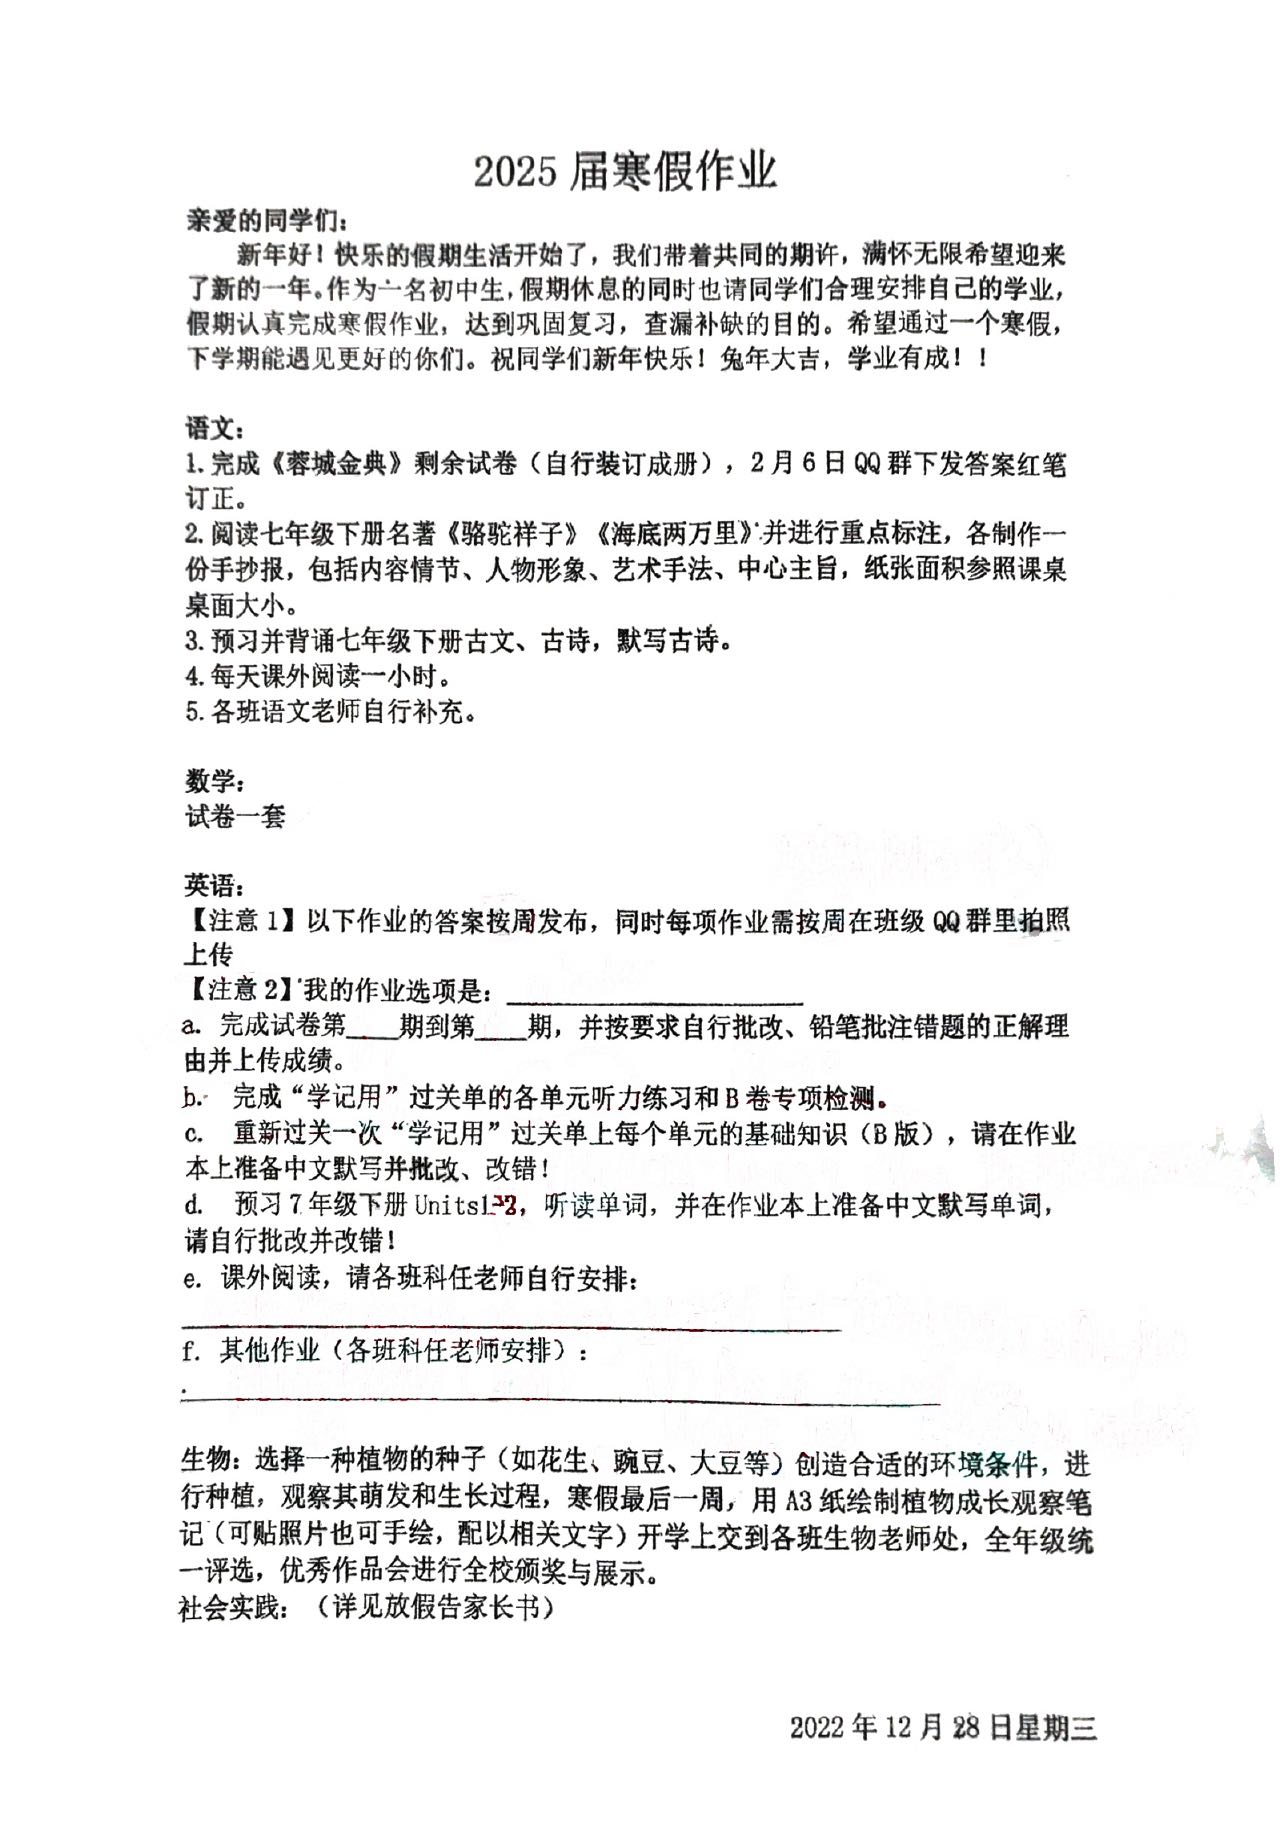 2025 届寒假作业
亲爱的同学们：
新年好！快乐的假期生活开始了，我们带着共同的期许，满怀无限希望迎来
了新的一年。作为一名初中生，假期休息的同时也请同学们合理安排自己的学业，
假期认真完成寒假作业，达到巩固复习，查漏补缺的目的。希望通过一个寒假，
下学期能遇见更好的你们。祝同学们新年快乐！兔年大吉，学业有成！！
语文：
1.完成《蓉城金典》剩余试卷（自行装订成册），2 月 6 日 QQ 群下发答案红笔
订正。
2.阅读七年级下册名著《骆驼祥子》《海底两万里》并进行重点标注，各制作一
份手抄报，包括内容情节、人物形象、艺术手法、中心主旨，纸张面积参照课桌
桌面大小。
3.预习并背诵七年级下册古文、古诗，默写古诗。
4.每天课外阅读一小时。
5.各班语文老师自行补充。
数学：
试卷一套
英语：
【注意 1】以下作业的答案按周发布，同时每项作业需按周在班级 QQ 群里拍照
上传
【注意 2】我的作业选项是：____________
a. 完成试卷第____期到第____期，并按要求自行批改、铅笔批注错题的正解理
由并上传成绩。
b. 完成“学记用”过关单的各单元听力练习和 B 卷专项检测。
c. 重新过关一次“学记用”过关单上每个单元的基础知识（B 版），请在作业
本上准备中文默写并批改、改错！
d. 预习 7 年级下册 Units1-2，听读单词，并在作业本上准备中文默写单词，
请自行批改并改错！
e. 课外阅读，请各班科任老师自行安排：
f. 其他作业（各班科任老师安排）：
生物：选择一种植物的种子（如花生、豌豆、大豆等）创造合适的环境条件，进
行种植，观察其萌发和生长过程，寒假最后一周，用 A3 纸绘制植物成长观察笔
记（可贴照片也可手绘，配以相关文字）开学上交到各班生物老师处，全年级统
一评选，优秀作品会进行全校颁奖与展示。
社会实践：（详见放假告家长书）
2022 年 12 月 28 日星期三